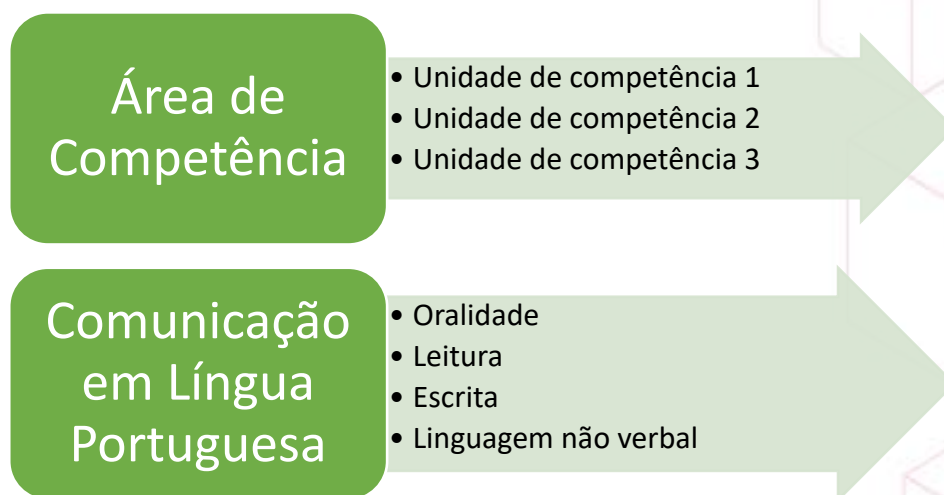 Área de
Competência
• Unidade de competência 1
• Unidade de competência 2
• Unidade de competência 3
Comunicação
em Língua
Portuguesa
• Oralidade
• Leitura
• Escrita
• Linguagem não verbal